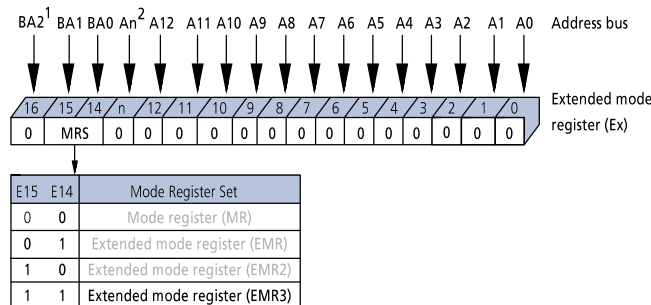 BA2¹ BA1 BA0 An² A12 A11 A10 A9 A8 A7 A6 A5 A4 A3 A2 A1 A0 Address bus
16 15 14 n 12 11 10 9 8 7 6 5 4 3 2 1 0 Extended mode
register (Ex)
0 MRS 0 0 0 0 0 0 0 0 0 0 0 0 0 0
E15 E14 Mode Register Set
0 0 Mode register (MR)
0 1 Extended mode register (EMR)
1 0 Extended mode register (EMR2)
1 1 Extended mode register (EMR3)